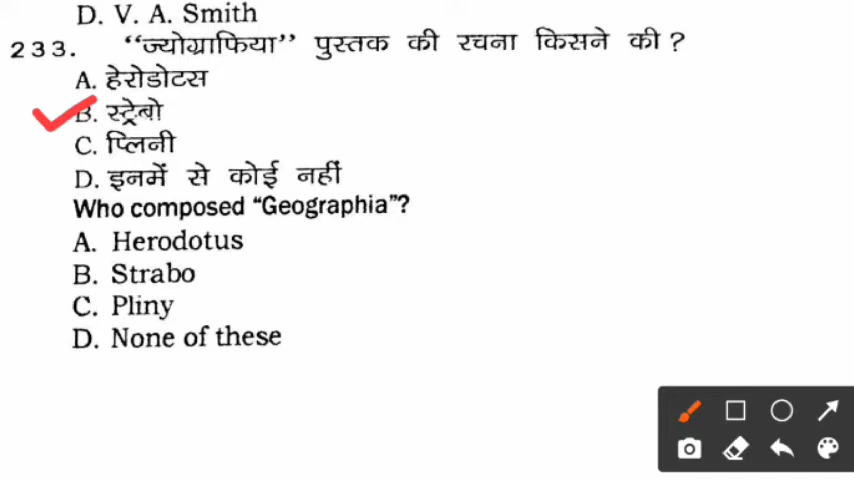 D. V. A. Smith
233. “ज्योग्राफिया” पुस्तक की रचना किसने की ?
A. हेरोडोटस
B. स्ट्रेबो
C. प्लिनी
D. इनमें से कोई नहीं
Who composed “Geographia”?
A. Herodotus
B. Strabo
C. Pliny
D. None of these